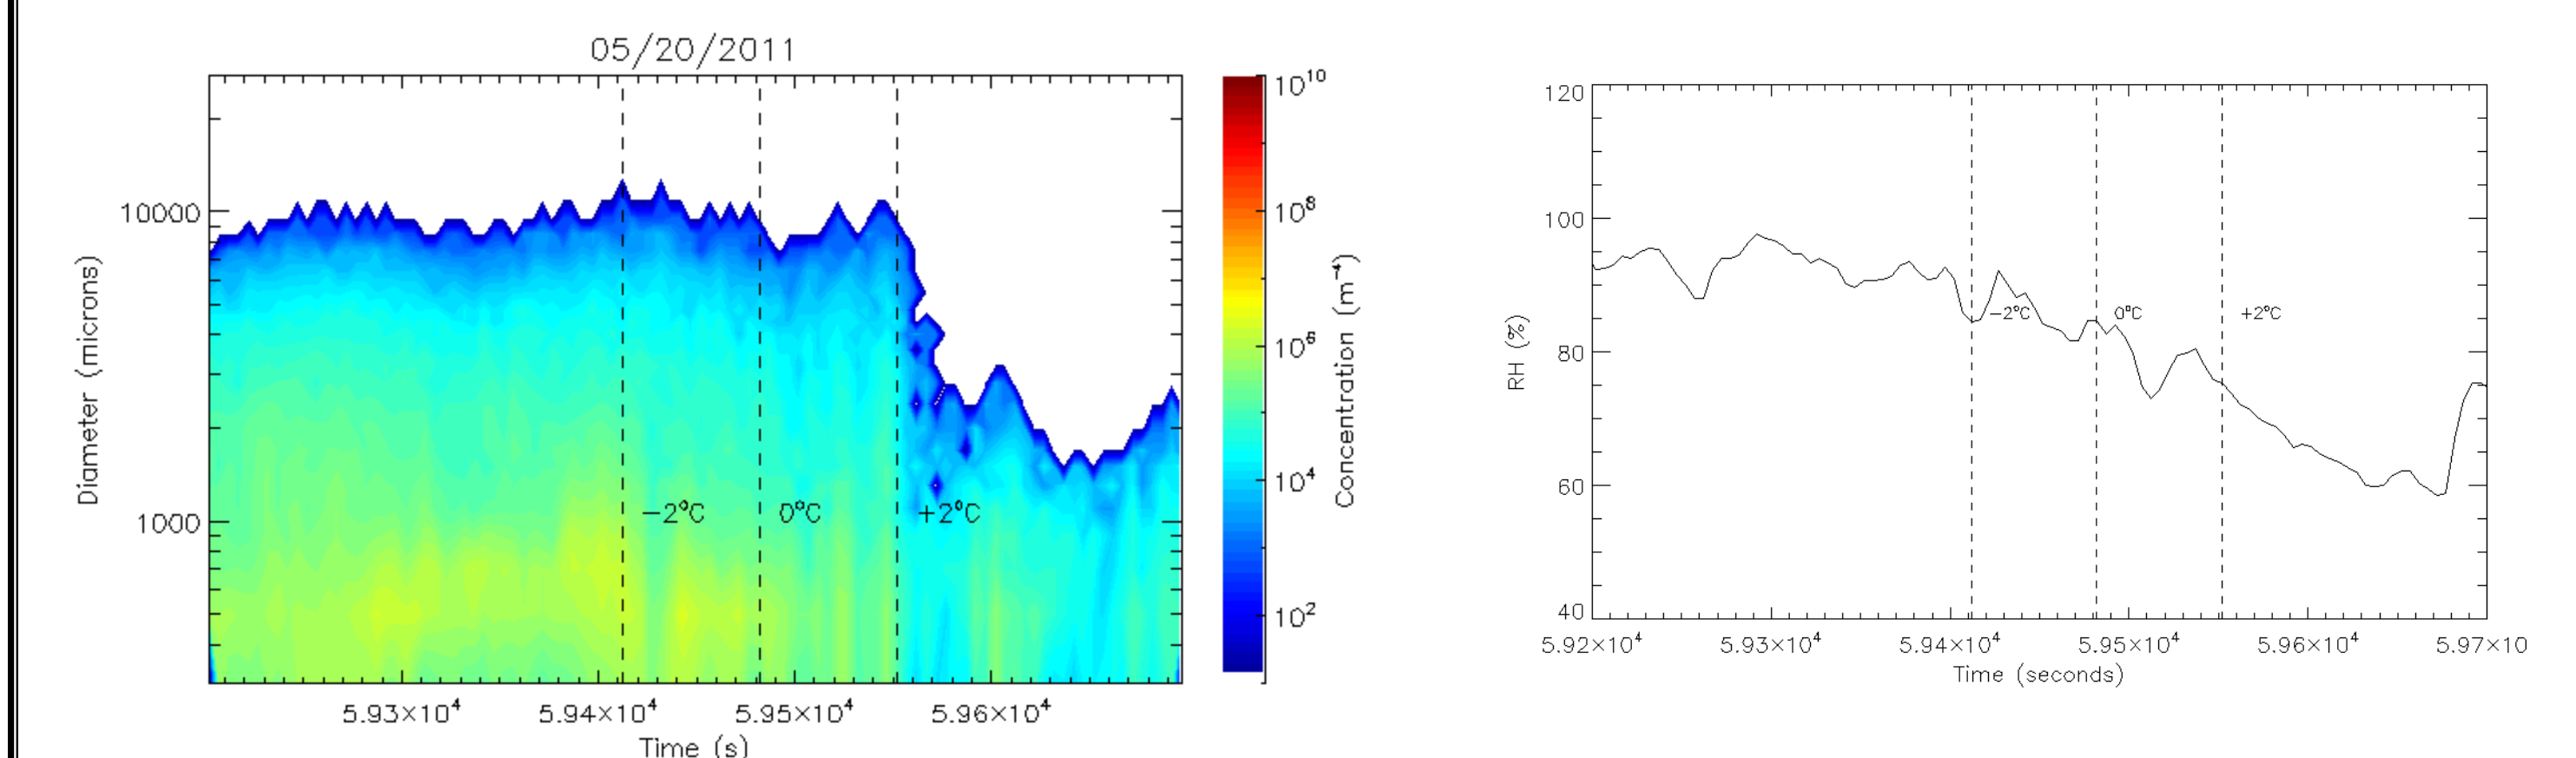 05/20/2011
Diameter (microns)
10000
1000
−2°C
0°C
+2°C
5.93×10⁴
5.94×10⁴
5.95×10⁴
5.96×10⁴
Time (s)
10¹⁰
10⁸
10⁶
10⁴
10²
Concentration (m⁻⁴)
RH (%)
120
100
80
60
40
−2°C
0°C
+2°C
5.92×10⁴
5.93×10⁴
5.94×10⁴
5.95×10⁴
5.96×10⁴
5.97×10
Time (seconds)